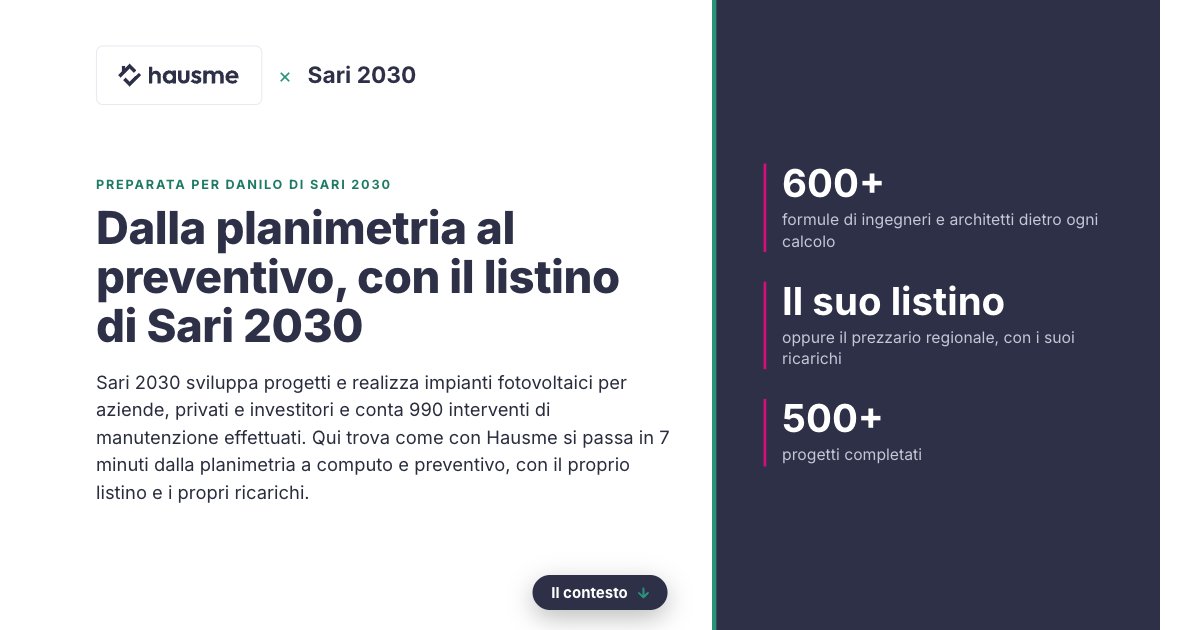 hausme × Sari 2030
PREPARATA PER DANILO DI SARI 2030
Dalla planimetria al
preventivo, con il listino
di Sari 2030
Sari 2030 sviluppa progetti e realizza impianti fotovoltaici per
aziende, privati e investitori e conta 990 interventi di
manutenzione effettuati. Qui trova come con Hausme si passa in 7
minuti dalla planimetria a computo e preventivo, con il proprio
listino e i propri ricarichi.
Il contesto ↓
600+
formule di ingegneri e architetti dietro ogni
calcolo
Il suo listino
oppure il prezzario regionale, con i suoi
ricarichi
500+
progetti completati